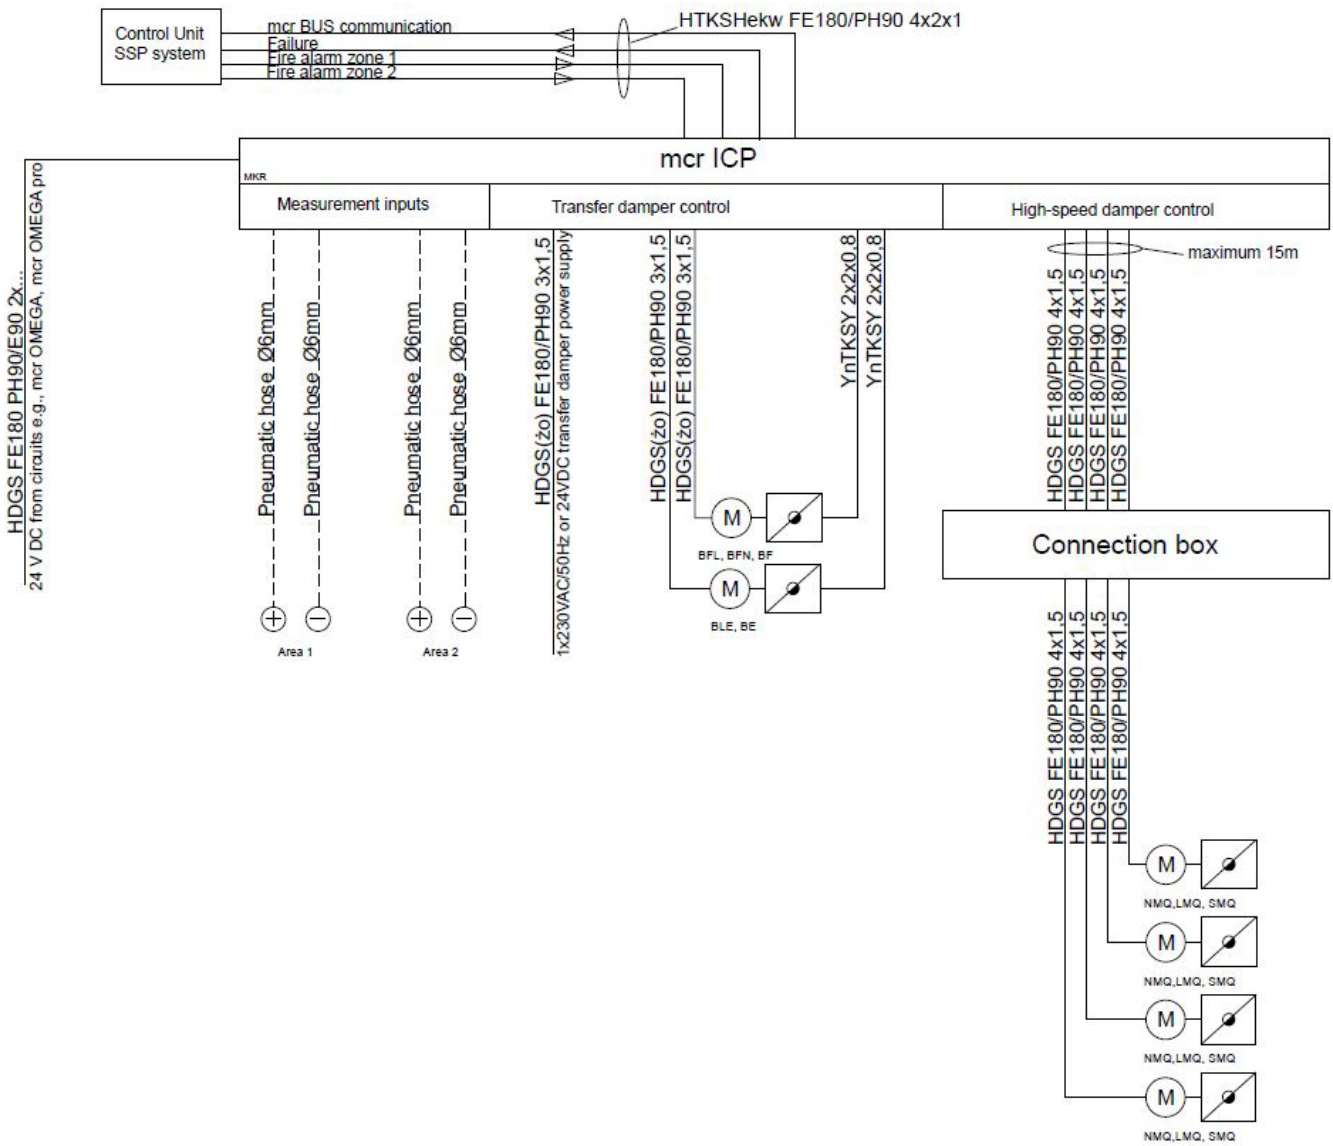 Control Unit
SSP system
mcr BUS communication
Failure
Fire alarm zone 1
Fire alarm zone 2
HTKSHekw FE180/PH90 4x2x1
mcr ICP
MKR
Measurement inputs
Transfer damper control
High-speed damper control
HDGS FE180 PH90/E90 2x...
24 V DC from circuits e.g., mcr OMEGA, mcr OMEGA pro
Pneumatic hose Ø6mm
Pneumatic hose Ø6mm
Pneumatic hose Ø6mm
Pneumatic hose Ø6mm
Area 1
Area 2
HDGS(żo) FE180/PH90 3x1,5
1x230VAC/50Hz or 24VDC transfer damper power supply
HDGS(żo) FE180/PH90 3x1,5
HDGS(żo) FE180/PH90 3x1,5
YnTKSY 2x2x0,8
YnTKSY 2x2x0,8
M
BFL, BFN, BF
M
BLE, BE
maximum 15m
HDGS FE180/PH90 4x1,5
HDGS FE180/PH90 4x1,5
HDGS FE180/PH90 4x1,5
HDGS FE180/PH90 4x1,5
Connection box
HDGS FE180/PH90 4x1,5
HDGS FE180/PH90 4x1,5
HDGS FE180/PH90 4x1,5
HDGS FE180/PH90 4x1,5
M
NMQ,LMQ, SMQ
M
NMQ,LMQ, SMQ
M
NMQ,LMQ, SMQ
M
NMQ,LMQ, SMQ